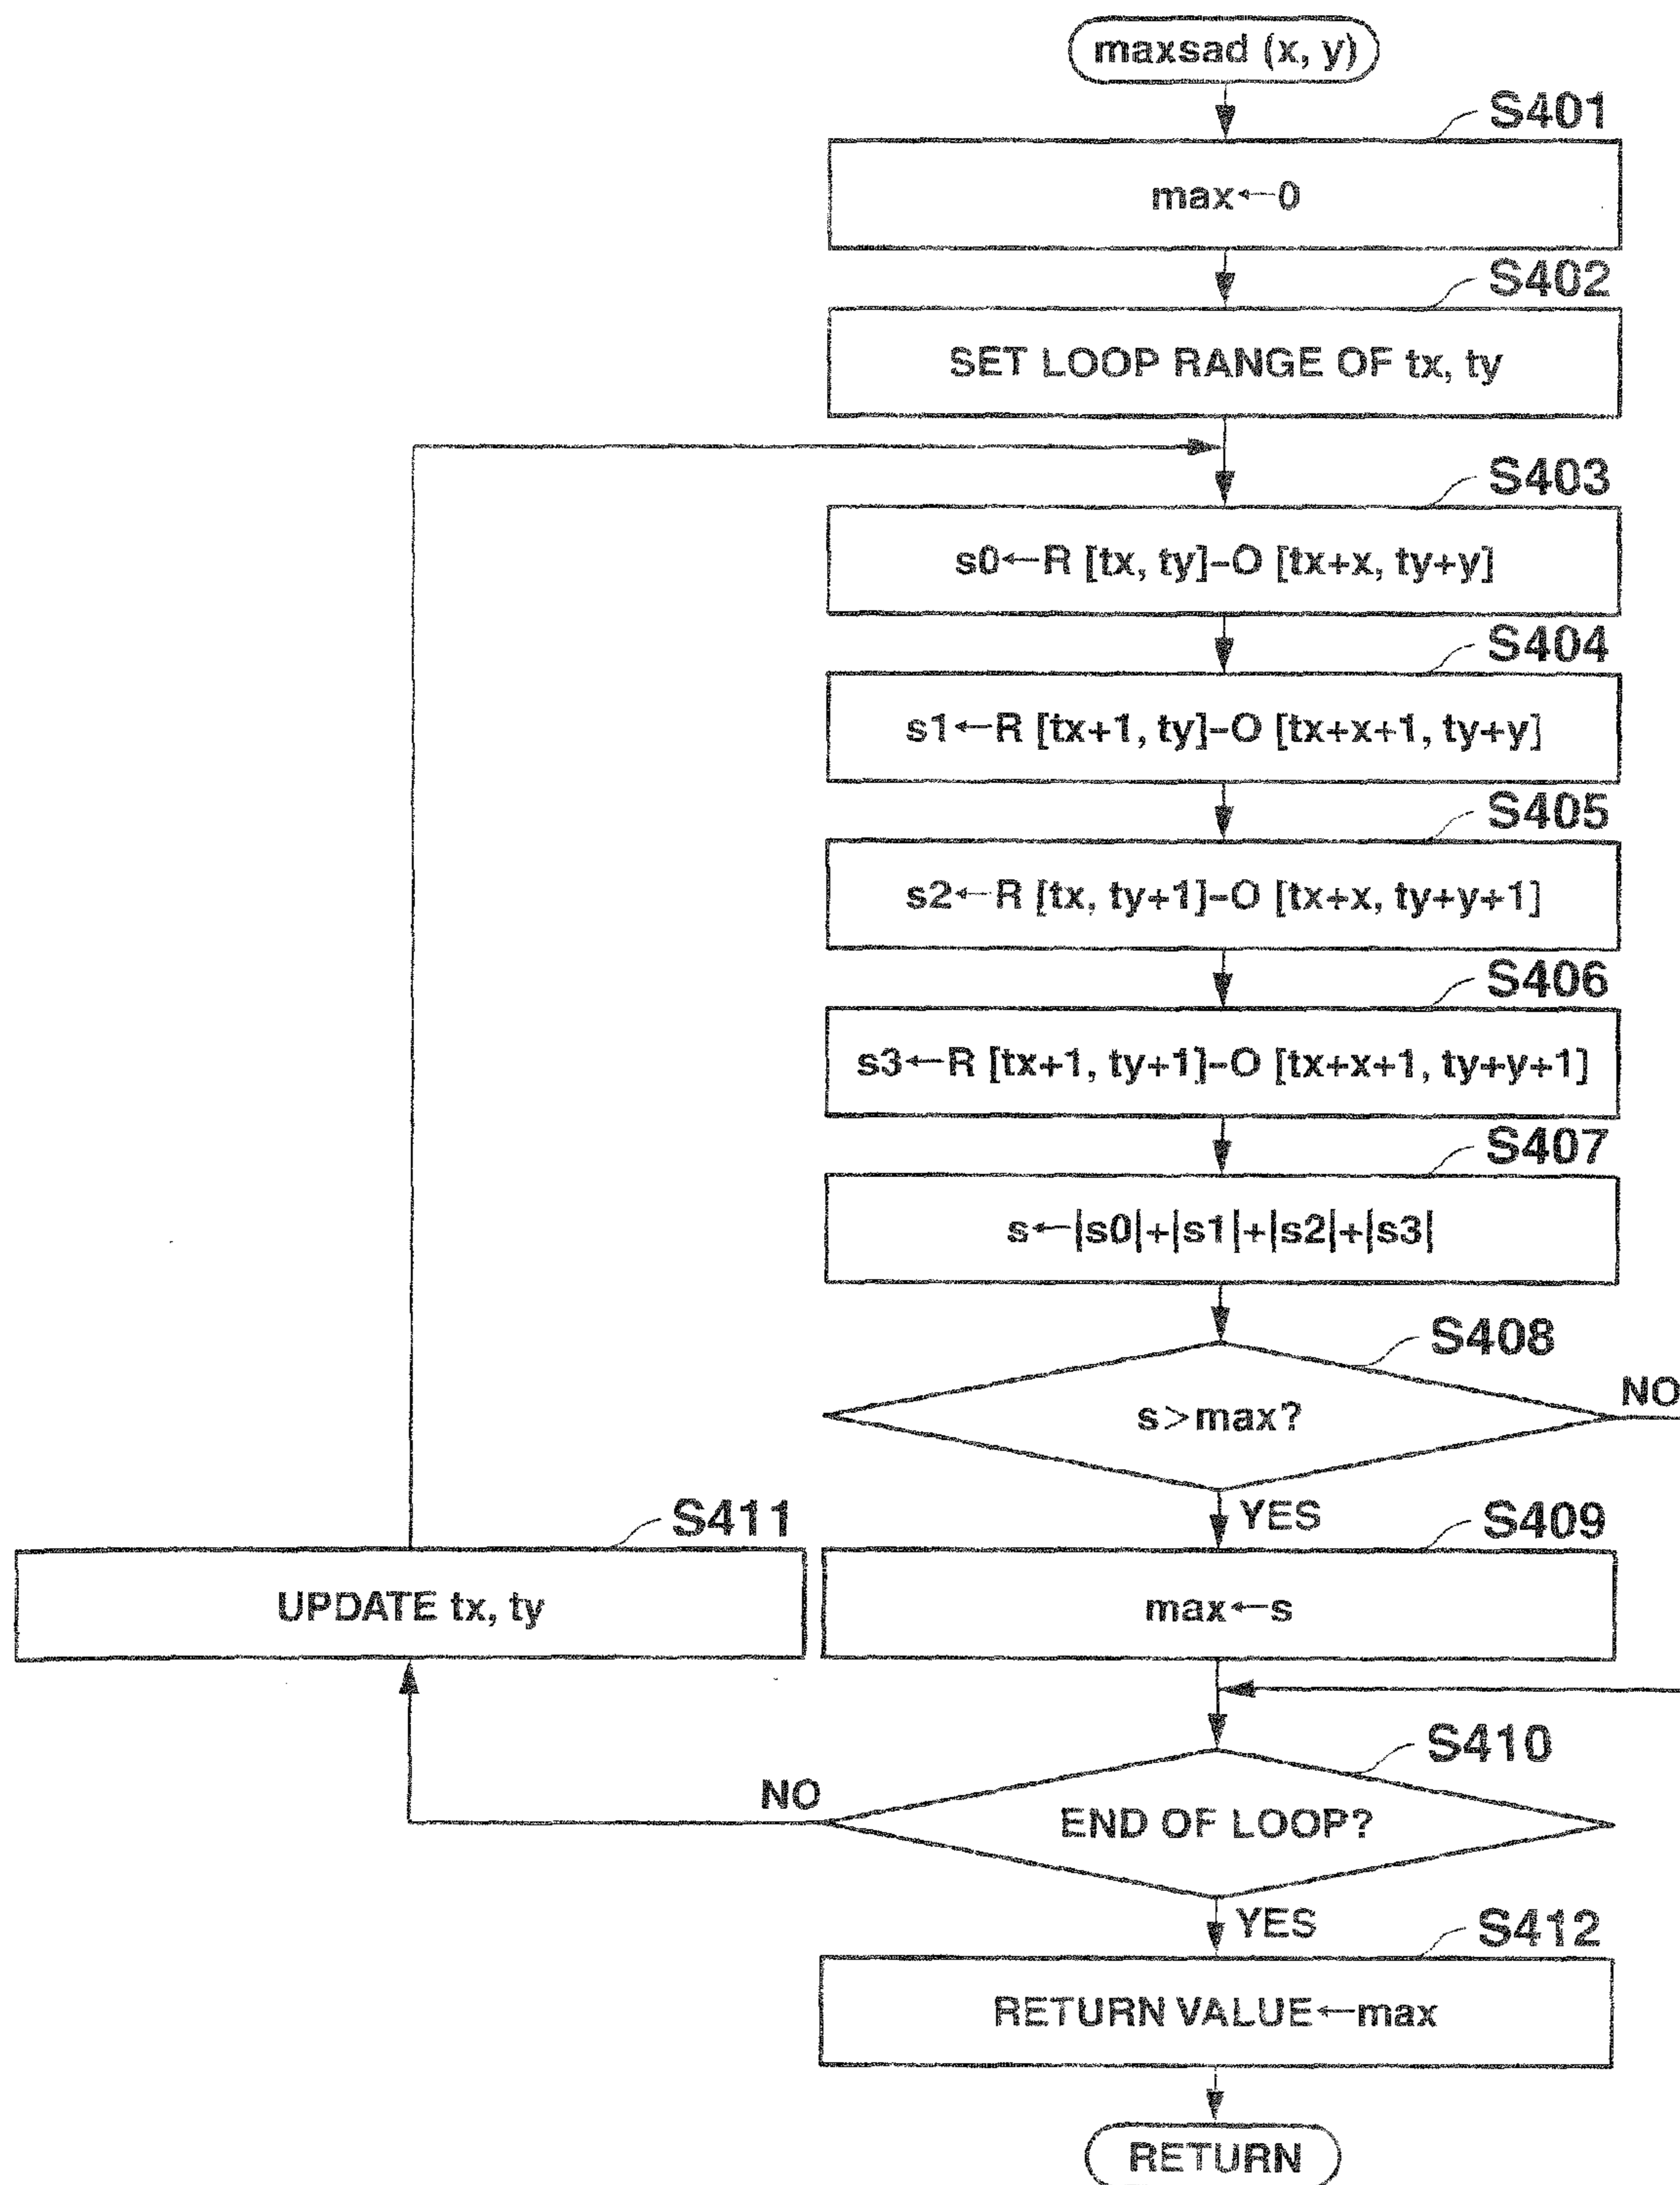 maxsad (x, y)
S401
max←0
S402
SET LOOP RANGE OF tx, ty
S403
s0←R [tx, ty]–O [tx+x, ty+y]
S404
s1←R [tx+1, ty]–O [tx+x+1, ty+y]
S405
s2←R [tx, ty+1]–O [tx+x, ty+y+1]
S406
s3←R [tx+1, ty+1]–O [tx+x+1, ty+y+1]
S407
s←|s0|+|s1|+|s2|+|s3|
S408
s>max?
NO
YES
S411
S409
UPDATE tx, ty
max←s
S410
NO
END OF LOOP?
YES
S412
RETURN VALUE←max
RETURN